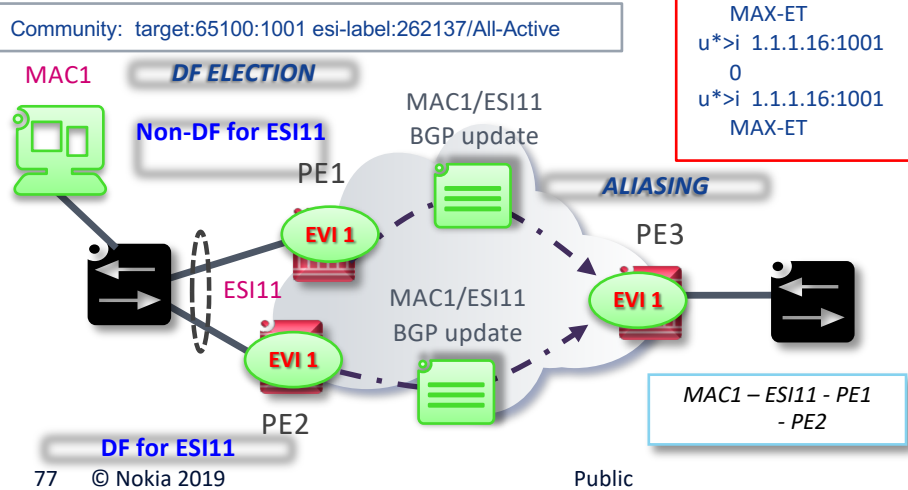 Community: target:65100:1001 esi-label:262137/All-Active
MAX-ET
u*>i 1.1.1.16:1001
0
u*>i 1.1.1.16:1001
MAX-ET
MAC1
DF ELECTION
Non-DF for ESI11
PE1
MAC1/ESI11
BGP update
ALIASING
EVI 1
PE3
ESI11
MAC1/ESI11
BGP update
EVI 1
EVI 1
PE2
MAC1 – ESI11 - PE1
- PE2
DF for ESI11
77 © Nokia 2019 Public